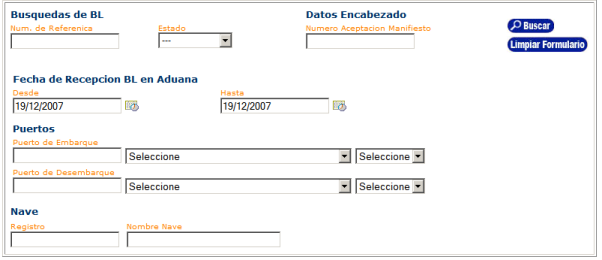 Busquedas de BL Datos Encabezado
Num. de Referenica Estado Numero Aceptacion Manifiesto
Buscar
---
Limpiar Formulario
Fecha de Recepcion BL en Aduana
Desde Hasta
19/12/2007 19/12/2007
Puertos
Puerto de Embarque
Seleccione Seleccione
Puerto de Desembarque
Seleccione Seleccione
Nave
Registro Nombre Nave